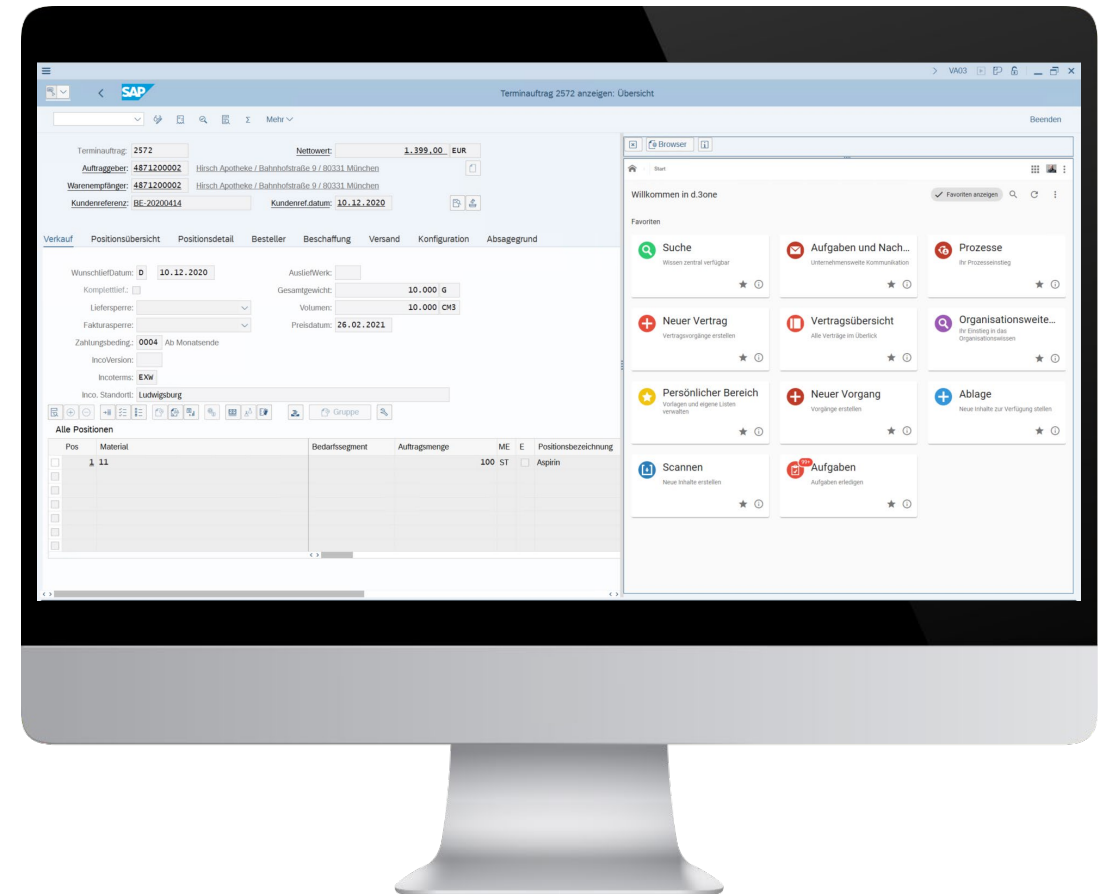 VA03
SAP
Terminauftrag 2572 anzeigen: Übersicht
Mehr
Beenden
Terminauftrag: 2572
Nettowert: 1.399,00 EUR
Auftraggeber: 4871200002 Hirsch Apotheke / Bahnhofstraße 9 / 80331 München
Warenempfänger: 4871200002 Hirsch Apotheke / Bahnhofstraße 9 / 80331 München
Kundenreferenz: BE-20200414 Kundenref.datum: 10.12.2020
Verkauf Positionsübersicht Positionsdetail Besteller Beschaffung Versand Konfiguration Absagegrund
WunschliefDatum: D 10.12.2020 AusliefWerk:
Komplettlief.: Gesamtgewicht: 10.000 G
Liefersperre: Volumen: 10.000 CM3
Fakturasperre: Preisdatum: 26.02.2021
Zahlungsbeding.: 0004 Ab Monatsende
IncoVersion:
Incoterms: EXW
Inco. Standort1: Ludwigsburg
Gruppe
Alle Positionen
Pos Material Bedarfssegment Auftragsmenge ME E Positionsbezeichnung
1 11 100 ST Aspirin
Browser
Start
Willkommen in d.3one
Favoriten anzeigen
Favoriten
Suche
Wissen zentral verfügbar
Aufgaben und Nach...
Unternehmensweite Kommunikation
Prozesse
Ihr Prozesseinstieg
Neuer Vertrag
Vertragsvorgänge erstellen
Vertragsübersicht
Alle Verträge im Überlick
Organisationsweite...
Ihr Einstieg in das
Organisationswissen
Persönlicher Bereich
Vorlagen und eigene Listen
verwalten
Neuer Vorgang
Vorgänge erstellen
Ablage
Neue Inhalte zur Verfügung stellen
Scannen
Neue Inhalte erstellen
99+
Aufgaben
Aufgaben erledigen